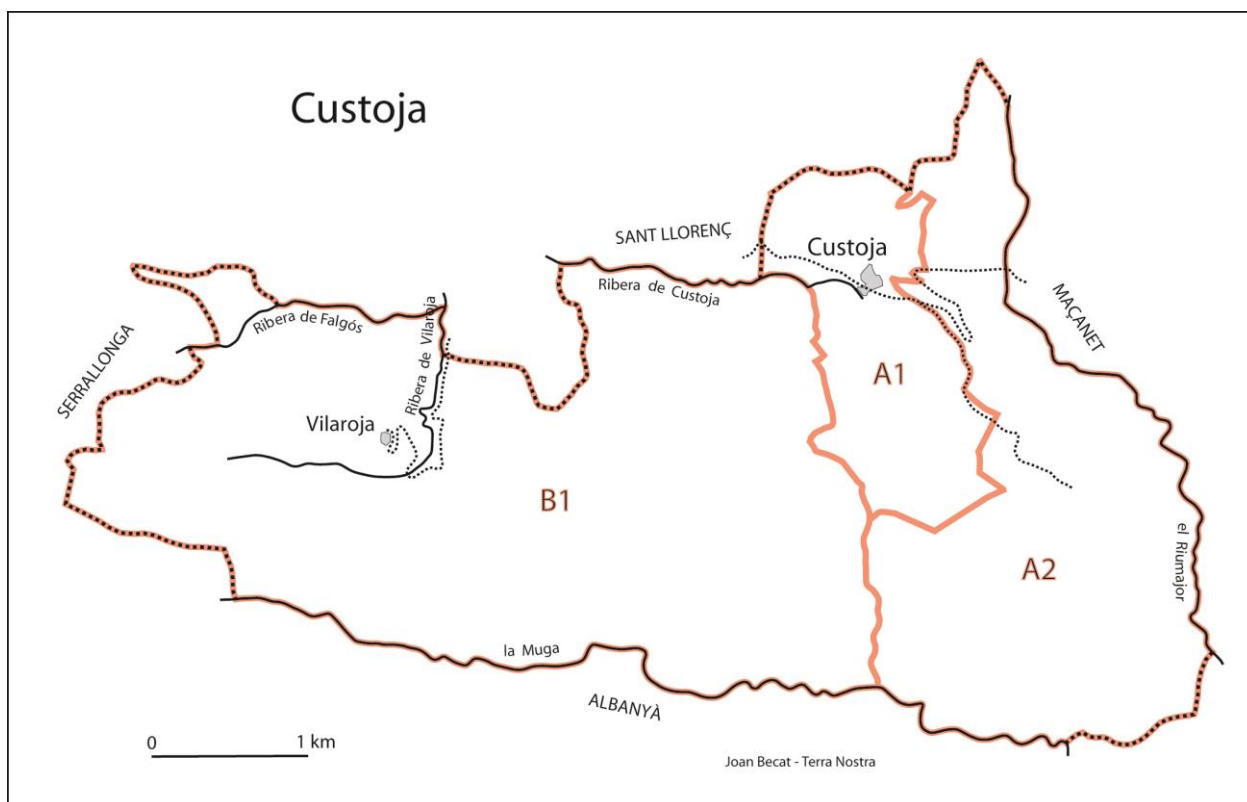 Custoja
SANT LLORENÇ
Custoja
Ribera de Custoja
MAÇANET
Ribera de Falgós
Ribera de Vilaroja
SERRALLONGA
A1
Vilaroja
B1
A2
el Riumajor
la Muga
ALBANYÀ
0 1 km
Joan Becat - Terra Nostra